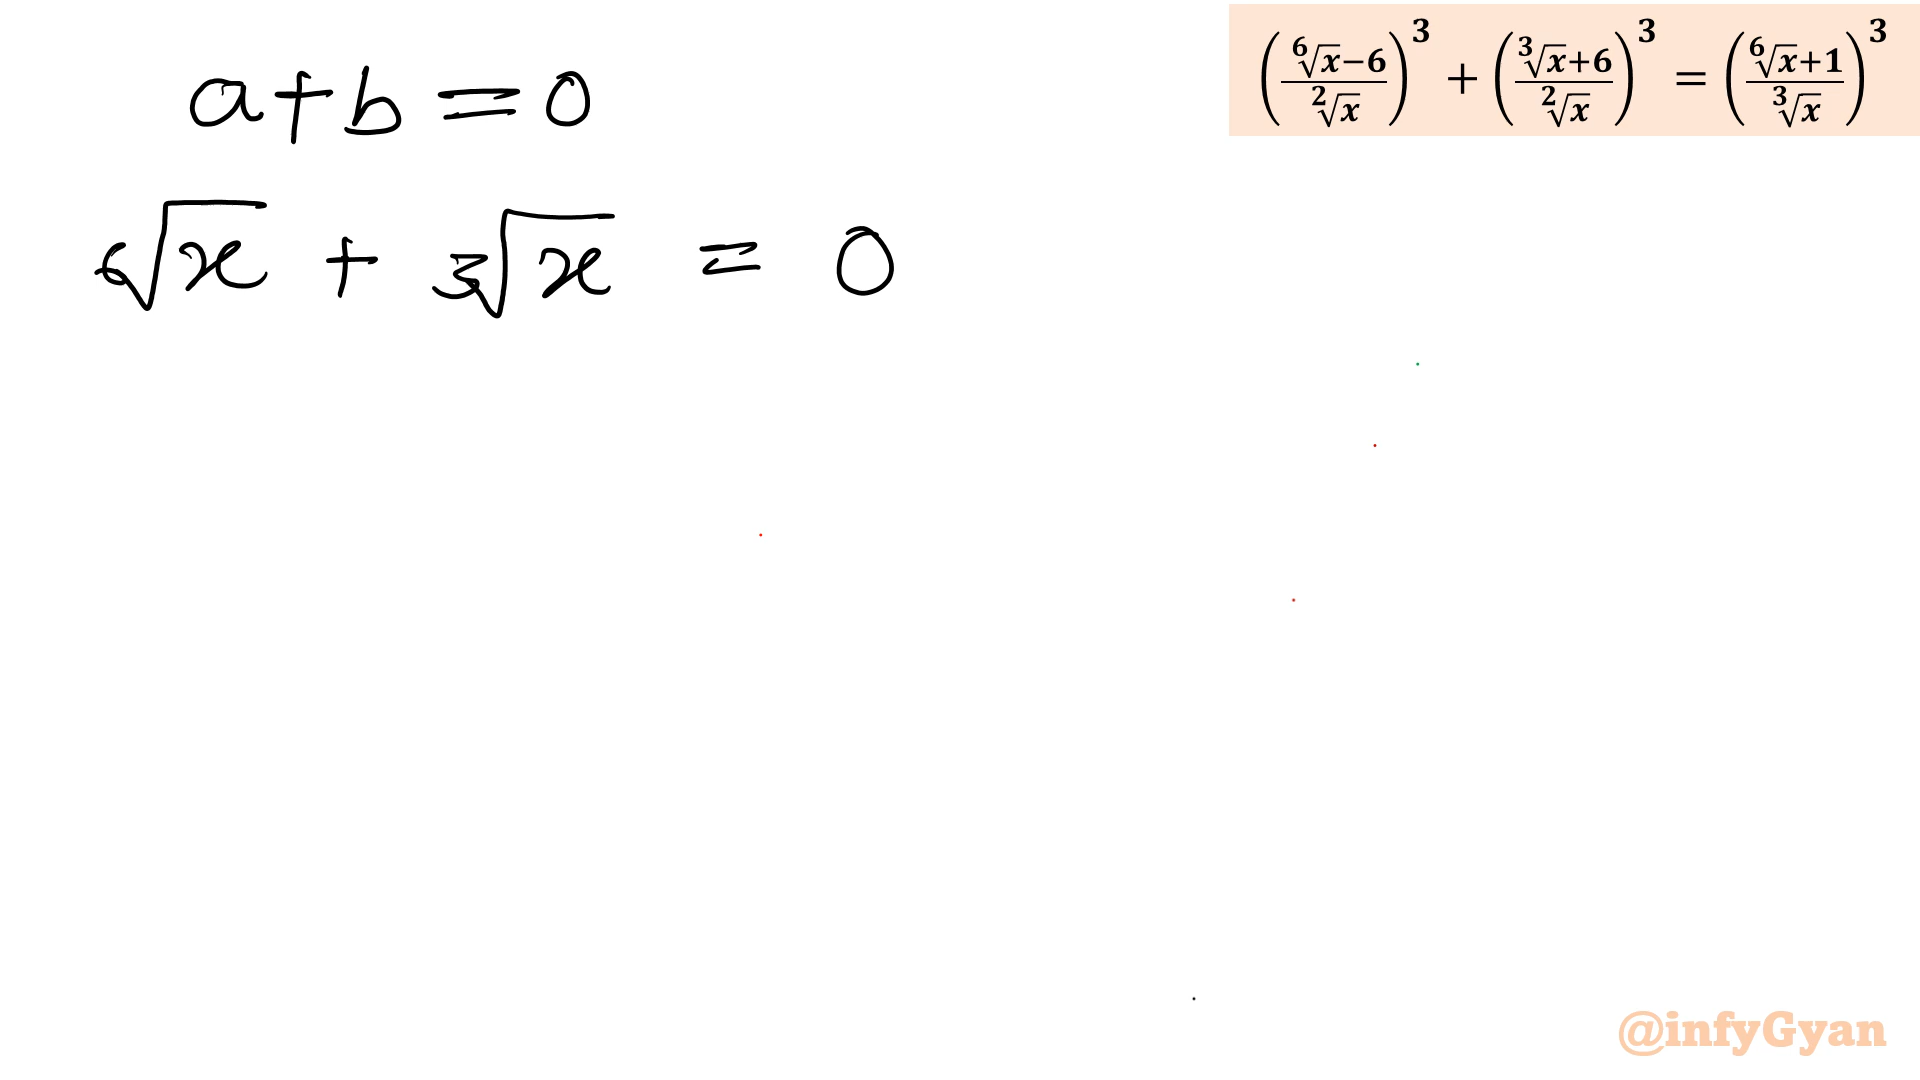 a+b=0
(⁶√x−6 / ²√x)³ + (³√x+6 / ²√x)³ = (⁶√x+1 / ³√x)³
⁶√x + ³√x = 0
@infyGyan